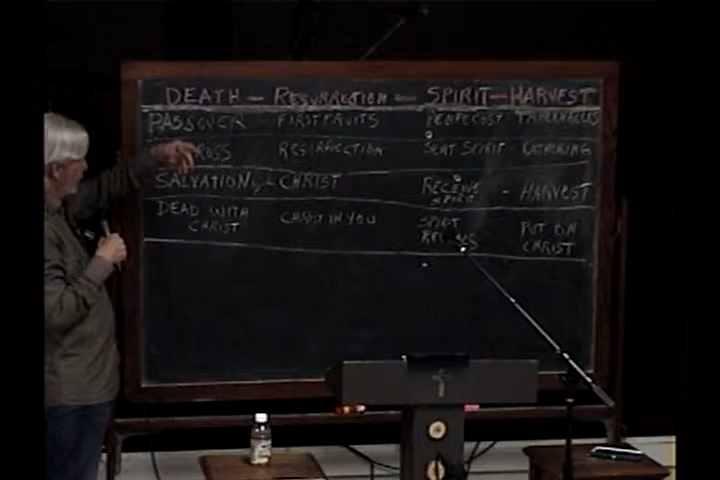 DEATH - RESURRECTION - SPIRIT - HARVEST
PASSOVER FIRSTFRUITS PENTECOST TABERNACLES
CROSS RESURRECTION SENT SPIRIT - GATHERING
SALVATION - CHRIST RECEIVE SPIRIT - HARVEST
DEAD WITH CHRIST CHRIST IN YOU SPIRIT PUT ON CHRIST